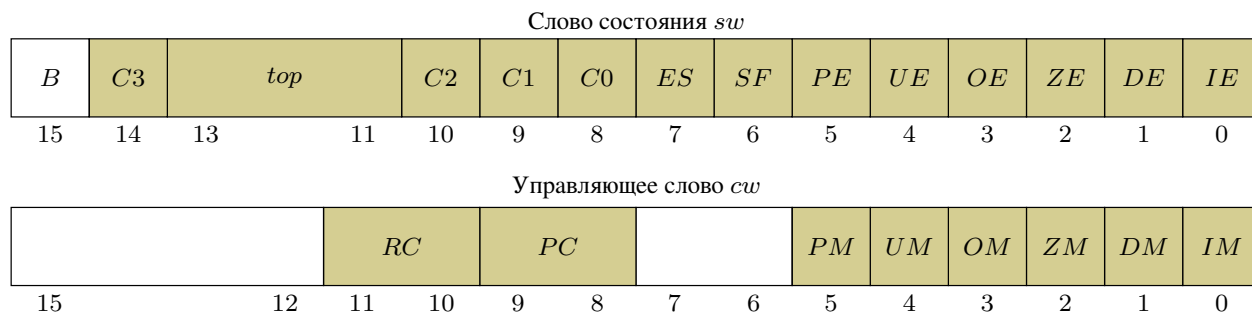 Слово состояния sw
B C3 top C2 C1 C0 ES SF PE UE OE ZE DE IE
15 14 13 11 10 9 8 7 6 5 4 3 2 1 0
Управляющее слово cw
RC PC PM UM OM ZM DM IM
15 12 11 10 9 8 7 6 5 4 3 2 1 0